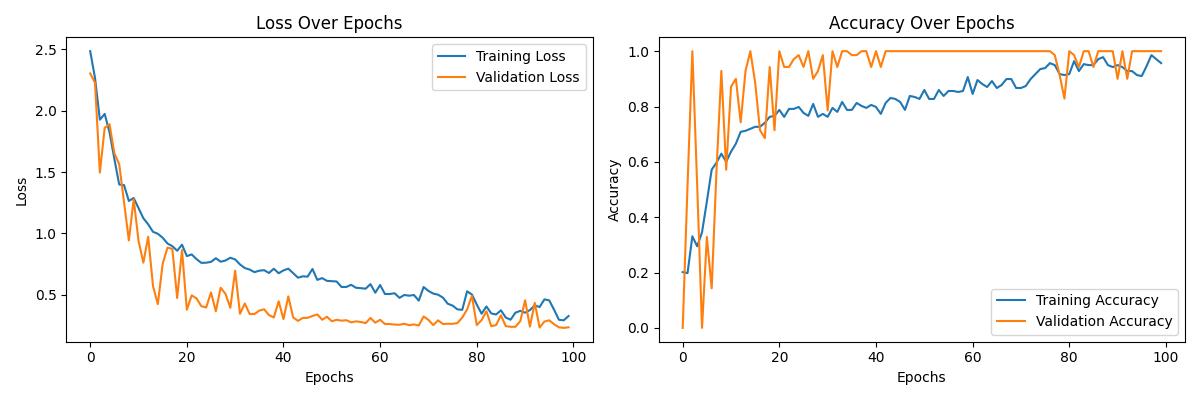 Loss Over Epochs
Loss
2.5
2.0
1.5
1.0
0.5
Training Loss
Validation Loss
0 20 40 60 80 100
Epochs
Accuracy Over Epochs
Accuracy
1.0
0.8
0.6
0.4
0.2
0.0
Training Accuracy
Validation Accuracy
0 20 40 60 80 100
Epochs